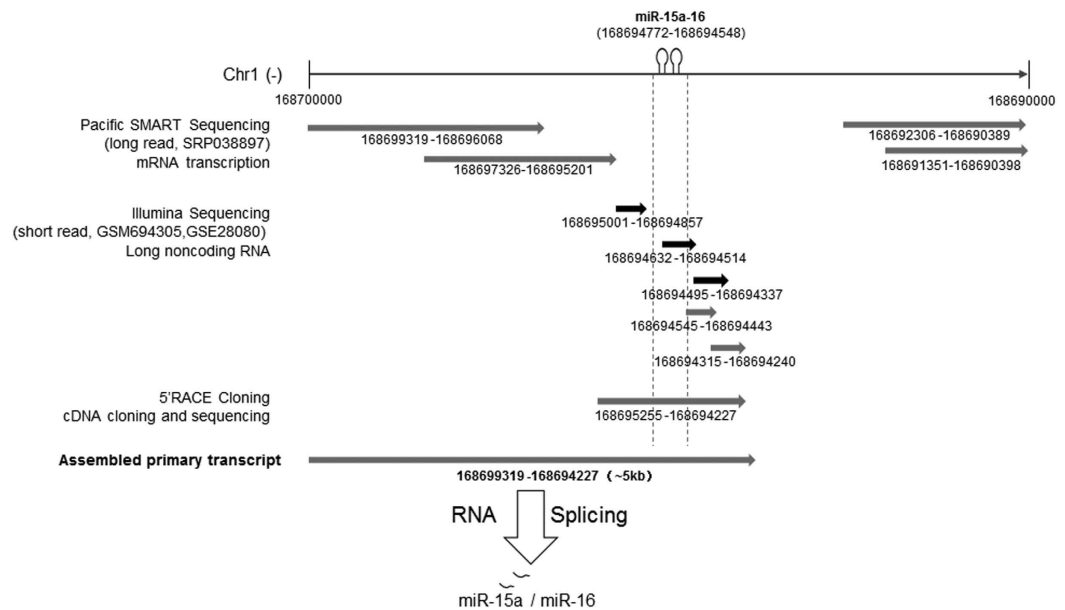 miR-15a-16
(168694772-168694548)
Chr1 (-)
168700000
168690000
Pacific SMART Sequencing
(long read, SRP038897)
mRNA transcription
168699319-168696068
168692306-168690389
168697326-168695201
168691351-168690398
Illumina Sequencing
(short read, GSM694305,GSE28080)
Long noncoding RNA
168695001-168694857
168694632-168694514
168694495-168694337
168694545-168694443
168694315-168694240
5'RACE Cloning
cDNA cloning and sequencing
168695255-168694227
Assembled primary transcript
168699319-168694227 (~5kb)
RNA Splicing
miR-15a / miR-16